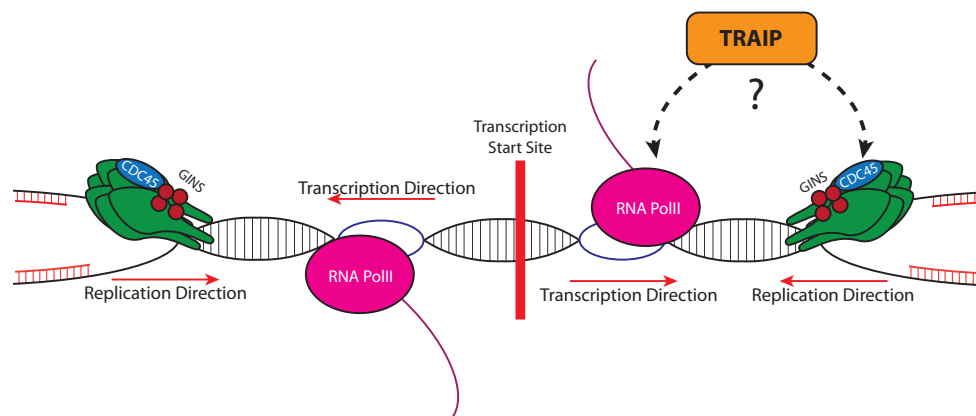 TRAIP
?
Transcription
Start Site
CDC45
GINS
Transcription Direction
RNA PolII
GINS
CDC45
RNA PolII
Replication Direction
Transcription Direction
Replication Direction